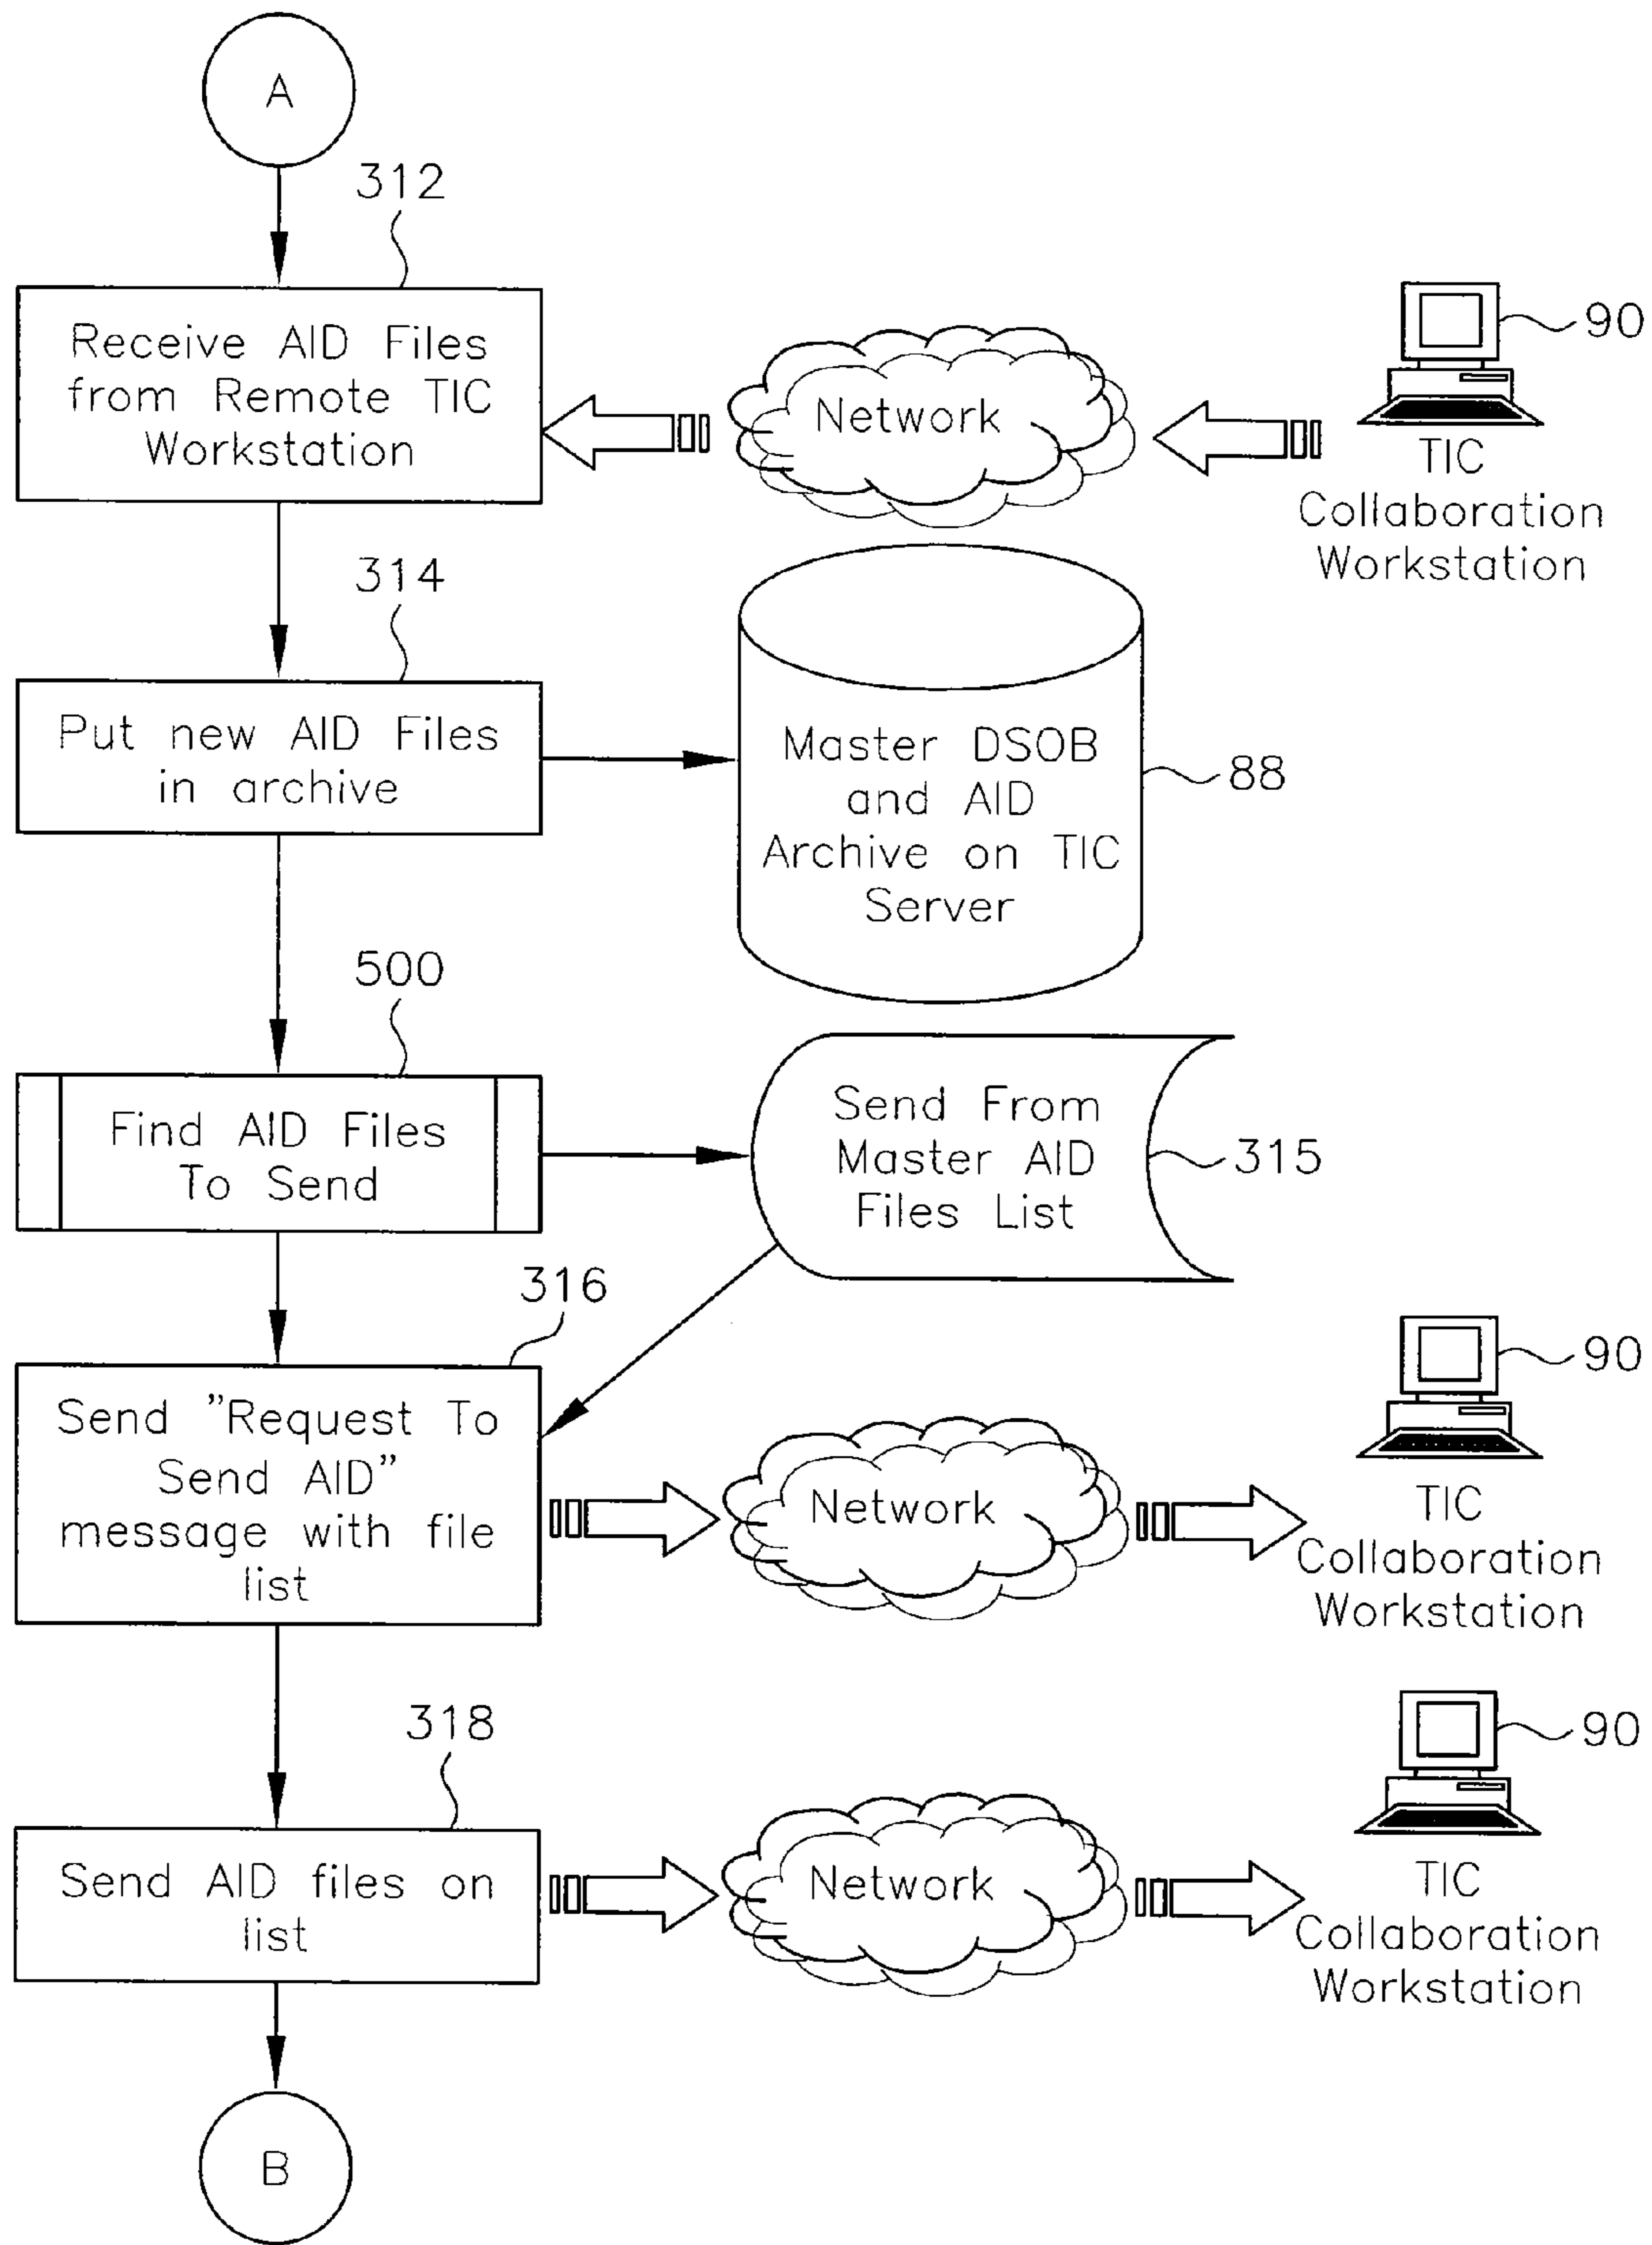 A
312
Receive AID Files
from Remote TIC
Workstation
Network
90
TIC
Collaboration
Workstation
314
Put new AID Files
in archive
Master DSOB
and AID
Archive on TIC
Server
88
500
Find AID Files
To Send
Send From
Master AID
Files List
315
316
Send "Request To
Send AID"
message with file
list
Network
90
TIC
Collaboration
Workstation
318
Send AID files on
list
Network
90
TIC
Collaboration
Workstation
B